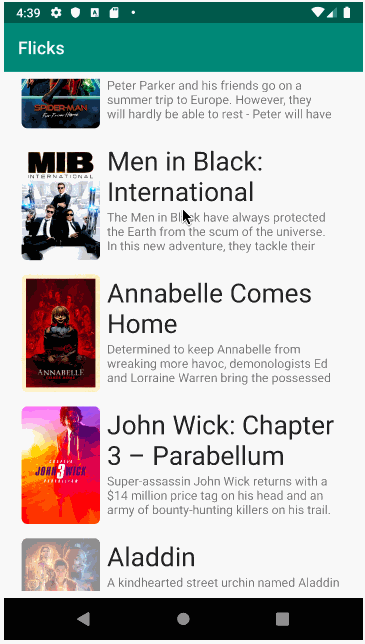 4:39
Flicks
Peter Parker and his friends go on a
summer trip to Europe. However, they
will hardly be able to rest - Peter will have
SPIDER-MAN
Far From Home
MIB
INTERNATIONAL
Men in Black:
International
The Men in Black have always protected
the Earth from the scum of the universe.
In this new adventure, they tackle their
ANNABELLE
Annabelle Comes
Home
Determined to keep Annabelle from
wreaking more havoc, demonologists Ed
and Lorraine Warren bring the possessed
JOHN WICK
3
John Wick: Chapter
3 – Parabellum
Super-assassin John Wick returns with a
$14 million price tag on his head and an
army of bounty-hunting killers on his trail.
Aladdin
A kindhearted street urchin named Aladdin